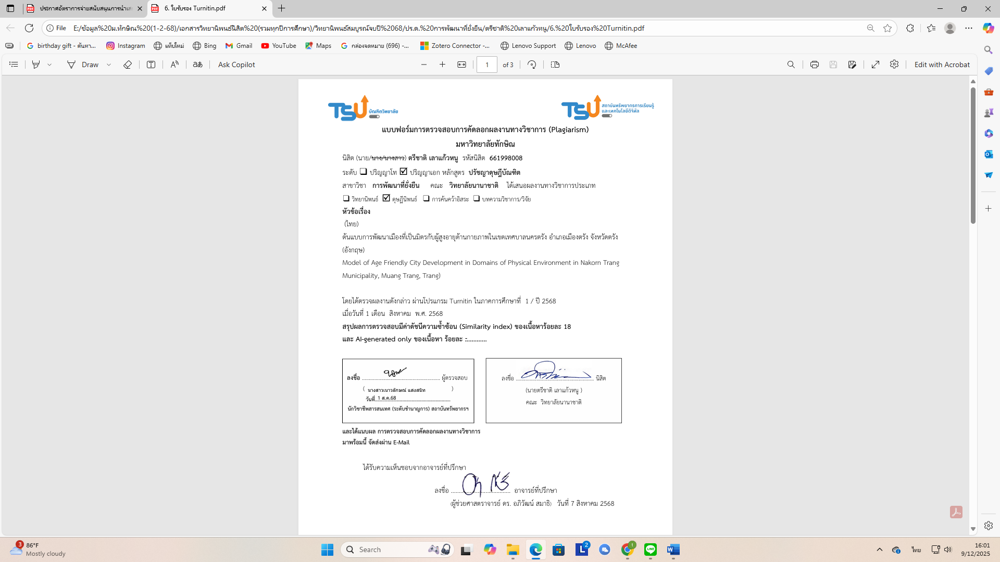 ประกาศอัตราการจ่ายสนับสนุนการนำเส
6. ใบรับรอง Turnitin.pdf
File E:/ข้อมูล%20ม.ทักษิณ%20(1-2-68)/เอกสารวิทยานิพนธ์นิสิต%20(รวมทุกปีการศึกษา)/วิทยานิพนธ์สมบูรณ์จบปี%2068/ปร.ด.%20การพัฒนาที่ยั่งยืน/ตรีชาติ%20เลาแก้วหนู/6.%20ใบรับรอง%20Turnitin.pdf
birthday gift - ค้นหา... Instagram แท็บใหม่ Bing Gmail YouTube Maps กล่องจดหมาย (696) -... Zotero Connector -... Lenovo Support Lenovo McAfee
Draw Ask Copilot 1 of 3 Edit with Acrobat
TSU บัณฑิตวิทยาลัย
TSU สถาบันทรัพยากรการเรียนรู้
และเทคโนโลยีดิจิทัล
แบบฟอร์มการตรวจสอบการคัดลอกผลงานทางวิชาการ (Plagiarism)
มหาวิทยาลัยทักษิณ
นิสิต (นาย/นาง/นางสาว) ตรีชาติ เลาแก้วหนู รหัสนิสิต 661998008
ระดับ ❑ ปริญญาโท ☑ ปริญญาเอก หลักสูตร ปรัชญาดุษฎีบัณฑิต
สาขาวิชา การพัฒนาที่ยั่งยืน คณะ วิทยาลัยนานาชาติ ได้เสนอผลงานทางวิชาการประเภท
❑ วิทยานิพนธ์ ☑ ดุษฎีนิพนธ์ ❑ การค้นคว้าอิสระ ❑ บทความวิชาการ/วิจัย
หัวข้อเรื่อง
(ไทย)
ต้นแบบการพัฒนาเมืองที่เป็นมิตรกับผู้สูงอายุด้านกายภาพในเขตเทศบาลนครตรัง อำเภอเมืองตรัง จังหวัดตรัง
(อังกฤษ)
Model of Age Friendly City Development in Domains of Physical Environment in Nakorn Trang
Municipality, Muang Trang, Trang)
โดยได้ตรวจผลงานดังกล่าว ผ่านโปรแกรม Turnitin ในภาคการศึกษาที่ 1 / ปี 2568
เมื่อวันที่ 1 เดือน สิงหาคม พ.ศ. 2568
สรุปผลการตรวจสอบมีค่าดัชนีความซ้ำซ้อน (Similarity index) ของเนื้อหาร้อยละ 18
และ AI-generated only ของเนื้อหา ร้อยละ -............
ลงชื่อ ........................................ ผู้ตรวจสอบ
( นางสาวเนาวลักษณ์ แสงสนิท )
วันที่ 1 ส.ค.68
นักวิชาชีพสารสนเทศ (ระดับชำนาญการ) สถาบันทรัพยากรฯ
ลงชื่อ ........................................ นิสิต
(นายตรีชาติ เลาแก้วหนู )
คณะ วิทยาลัยนานาชาติ
และได้แนบผล การตรวจสอบการคัดลอกผลงานทางวิชาการ
มาพร้อมนี้ จัดส่งผ่าน E-Mail
ได้รับความเห็นชอบจากอาจารย์ที่ปรึกษา
ลงชื่อ ........................................ อาจารย์ที่ปรึกษา
(ผู้ช่วยศาสตราจารย์ ดร. อภิวัฒน์ สมาธิ) วันที่ 7 สิงหาคม 2568
3 86°F
Mostly cloudy
Search
2
ไทย
16:01
9/12/2025